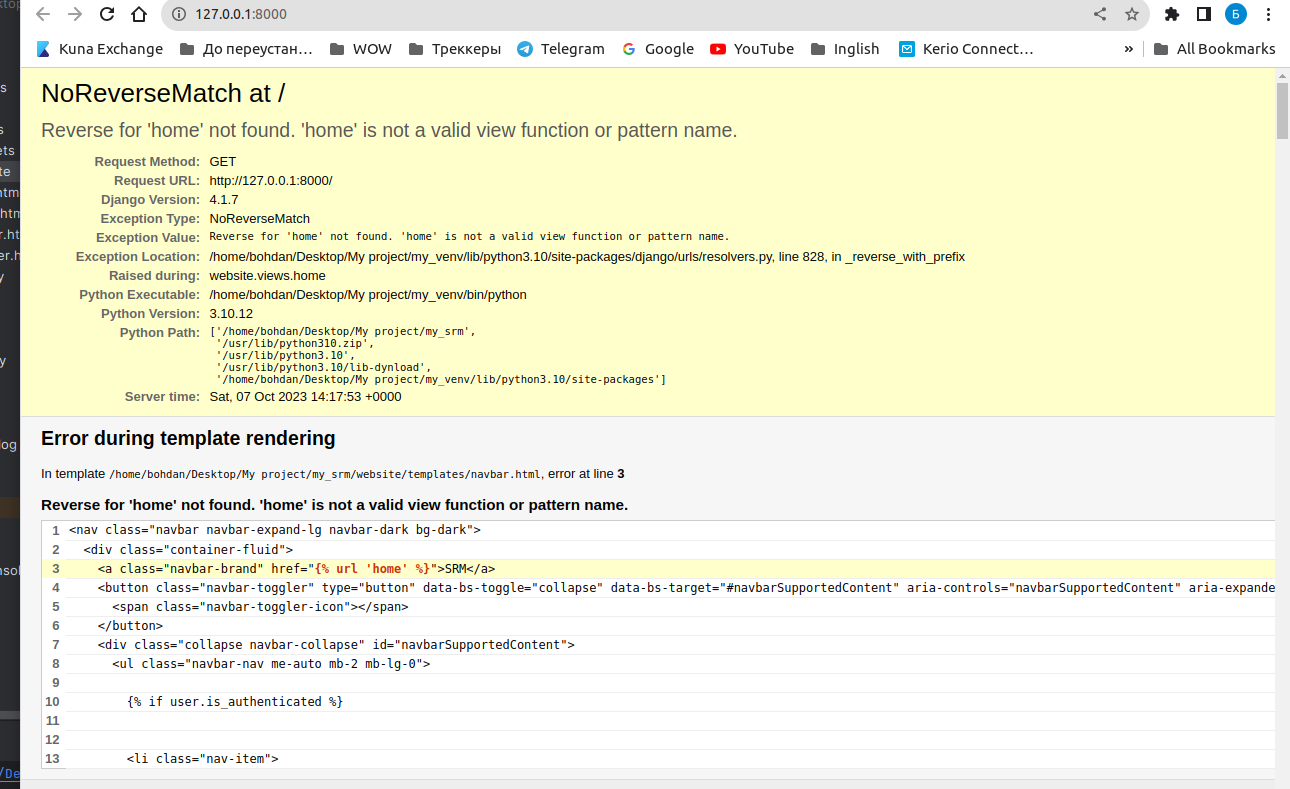 127.0.0.1:8000
Б
Kuna Exchange До переустан… WOW Треккеры Telegram Google YouTube Inglish Kerio Connect… » All Bookmarks
NoReverseMatch at /
Reverse for 'home' not found. 'home' is not a valid view function or pattern name.
Request Method: GET
Request URL: http://127.0.0.1:8000/
Django Version: 4.1.7
Exception Type: NoReverseMatch
Exception Value: Reverse for 'home' not found. 'home' is not a valid view function or pattern name.
Exception Location: /home/bohdan/Desktop/My project/my_venv/lib/python3.10/site-packages/django/urls/resolvers.py, line 828, in _reverse_with_prefix
Raised during: website.views.home
Python Executable: /home/bohdan/Desktop/My project/my_venv/bin/python
Python Version: 3.10.12
Python Path: ['/home/bohdan/Desktop/My project/my_srm',
'/usr/lib/python310.zip',
'/usr/lib/python3.10',
'/usr/lib/python3.10/lib-dynload',
'/home/bohdan/Desktop/My project/my_venv/lib/python3.10/site-packages']
Server time: Sat, 07 Oct 2023 14:17:53 +0000
Error during template rendering
In template /home/bohdan/Desktop/My project/my_srm/website/templates/navbar.html, error at line 3
Reverse for 'home' not found. 'home' is not a valid view function or pattern name.
1 <nav class="navbar navbar-expand-lg navbar-dark bg-dark">
2 <div class="container-fluid">
3 <a class="navbar-brand" href="{% url 'home' %}">SRM</a>
4 <button class="navbar-toggler" type="button" data-bs-toggle="collapse" data-bs-target="#navbarSupportedContent" aria-controls="navbarSupportedContent" aria-expande
5 <span class="navbar-toggler-icon"></span>
6 </button>
7 <div class="collapse navbar-collapse" id="navbarSupportedContent">
8 <ul class="navbar-nav me-auto mb-2 mb-lg-0">
9
10 {% if user.is_authenticated %}
11
12
13 <li class="nav-item">